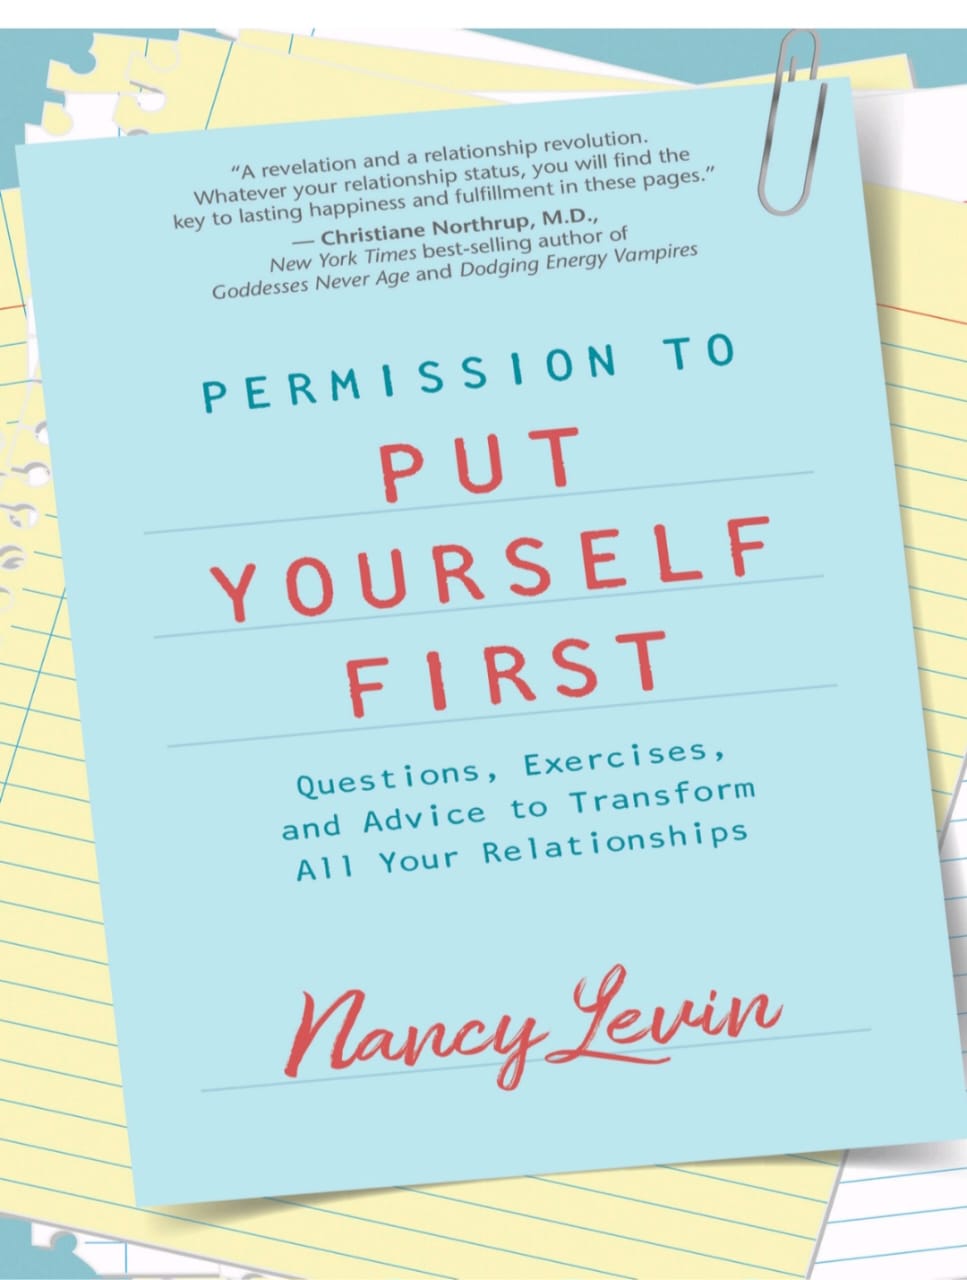 “A revelation and a relationship revolution.
Whatever your relationship status, you will find the
key to lasting happiness and fulfillment in these pages.”
— Christiane Northrup, M.D.,
New York Times best-selling author of
Goddesses Never Age and Dodging Energy Vampires
PERMISSION TO
PUT
YOURSELF
FIRST
Questions, Exercises,
and Advice to Transform
All Your Relationships
Nancy Levin